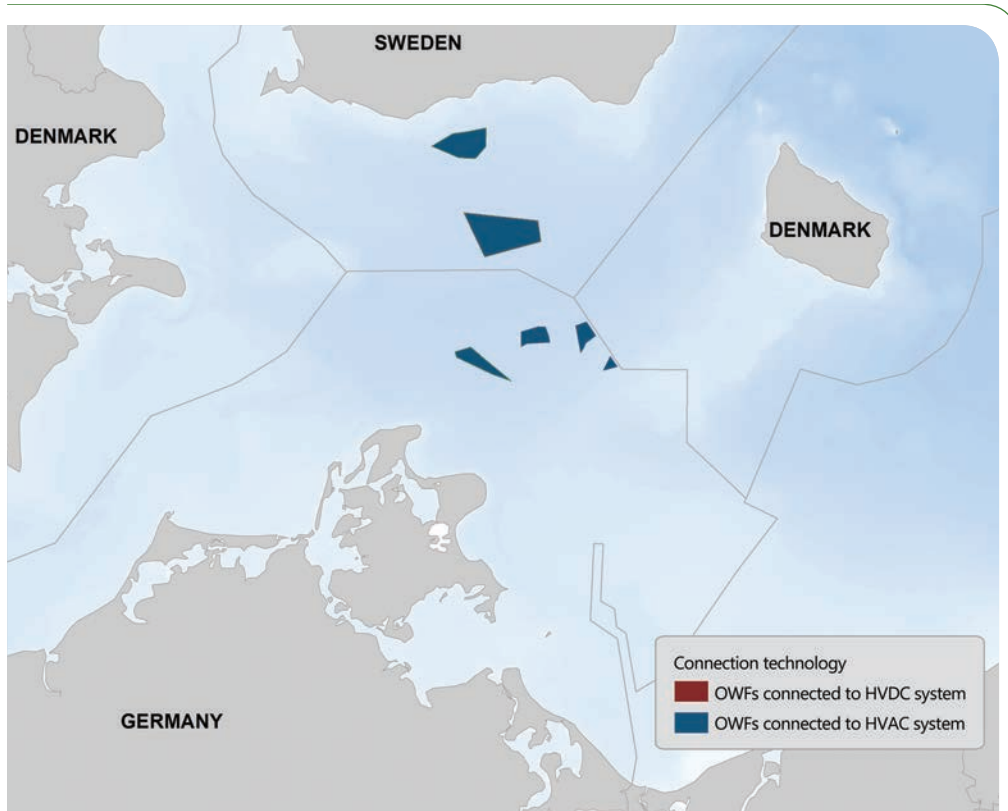 SWEDEN
DENMARK
DENMARK
GERMANY
Connection technology
OWFs connected to HVDC system
OWFs connected to HVAC system